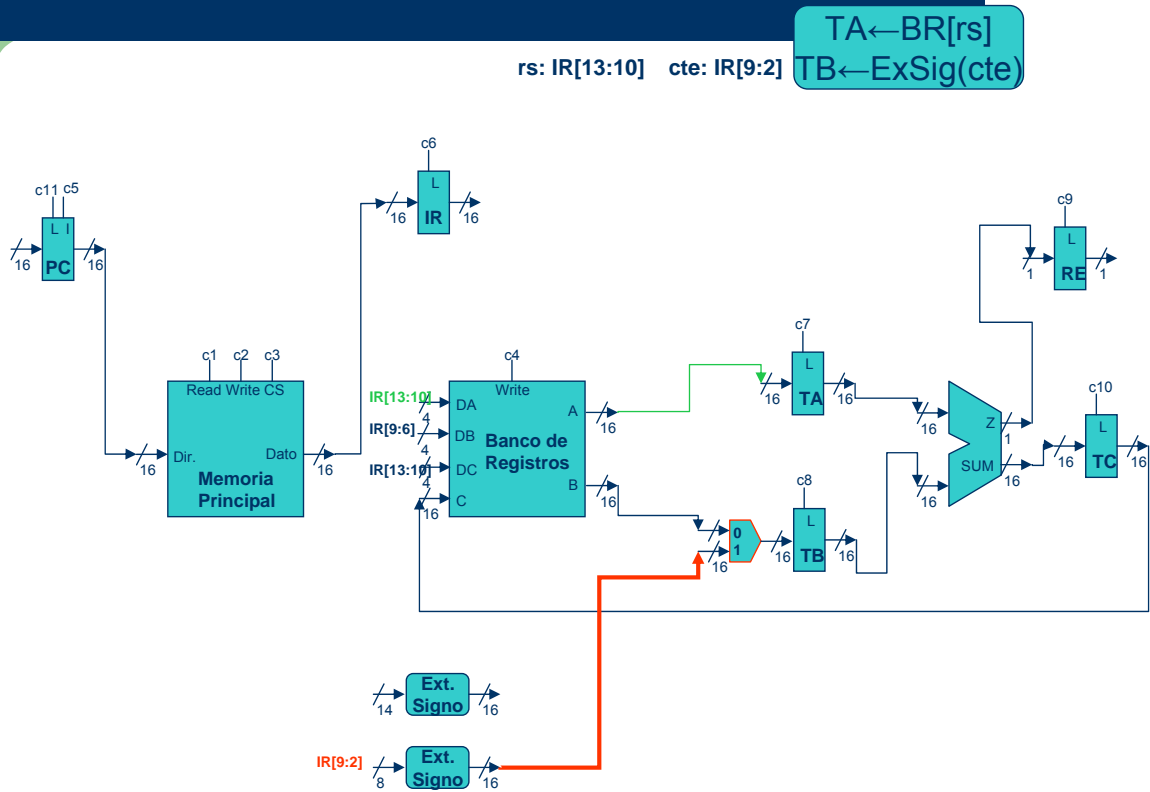 TA←BR[rs]
TB←ExSig(cte)
rs: IR[13:10] cte: IR[9:2]
c6
L
IR
16
16
c11 c5
L I
PC
16
16
c9
L
RE
1
1
c1 c2 c3
Read Write CS
Dir.
Dato
Memoria
Principal
16
16
c4
Write
IR[13:10]
4
DA
IR[9:6]
4
DB
IR[13:10]
4
DC
16
C
Banco de
Registros
A
16
B
16
c7
L
TA
16
16
c8
L
TB
16
16
0
1
16
16
16
Z
1
SUM
16
c10
L
TC
16
16
14
Ext.
Signo
16
IR[9:2]
8
Ext.
Signo
16